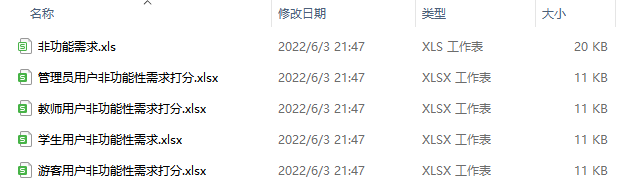 名称 修改日期 类型 大小
非功能需求.xls 2022/6/3 21:47 XLS 工作表 20 KB
管理员用户非功能性需求打分.xlsx 2022/6/3 21:47 XLSX 工作表 11 KB
教师用户非功能性需求打分.xlsx 2022/6/3 21:47 XLSX 工作表 11 KB
学生用户非功能性需求.xlsx 2022/6/3 21:47 XLSX 工作表 11 KB
游客用户非功能性需求打分.xlsx 2022/6/3 21:47 XLSX 工作表 11 KB